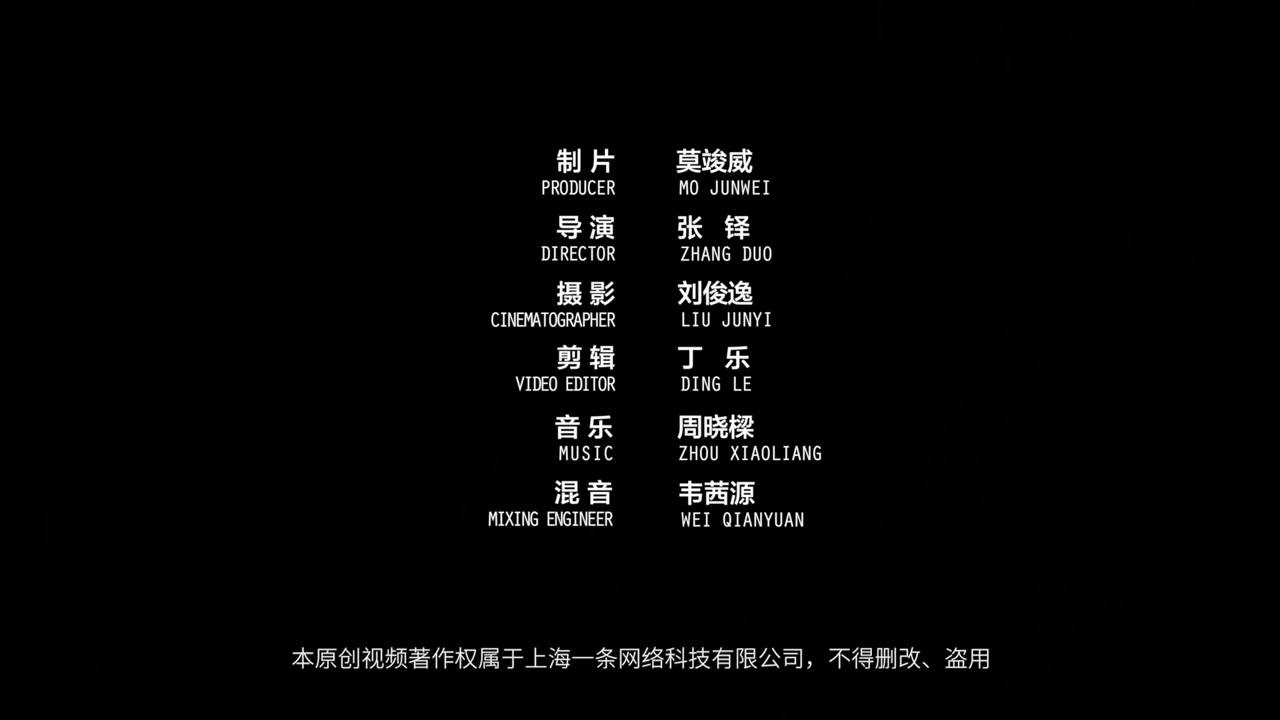 制片 莫竣威
PRODUCER MO JUNWEI
导演 张铎
DIRECTOR ZHANG DUO
摄影 刘俊逸
CINEMATOGRAPHER LIU JUNYI
剪辑 丁乐
VIDEO EDITOR DING LE
音乐 周晓樑
MUSIC ZHOU XIAOLIANG
混音 韦茜源
MIXING ENGINEER WEI QIANYUAN
本原创视频著作权属于上海一条网络科技有限公司，不得删改、盗用